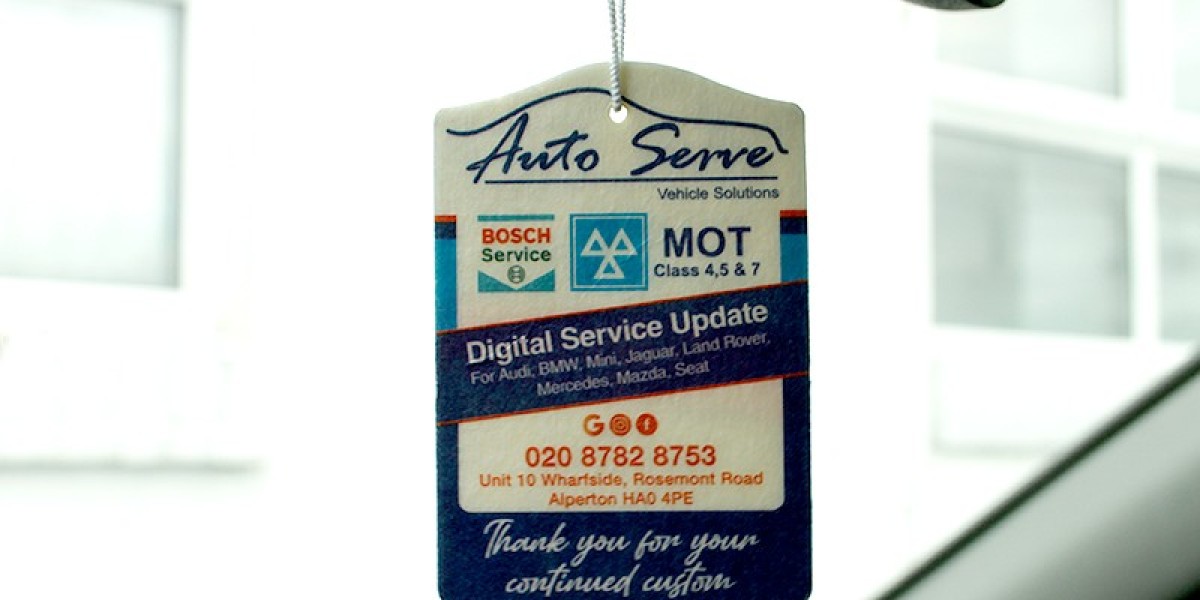 Auto Serve
Vehicle Solutions
BOSCH
Service
MOT
Class 4,5 & 7
Digital Service Update
For Audi, BMW, Mini, Jaguar, Land Rover,
Mercedes, Mazda, Seat
020 8782 8753
Unit 10 Wharfside, Rosemont Road
Alperton HA0 4PE
Thank you for your
continued custom